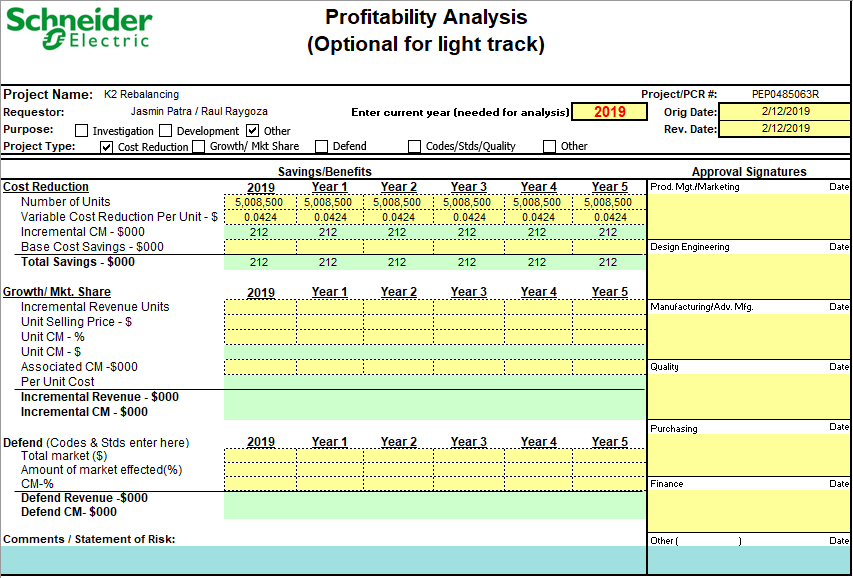 Schneider
Electric
Profitability Analysis
(Optional for light track)
Project Name: K2 Rebalancing Project/PCR #: PEP0485063R
Requestor: Jasmin Patra / Raul Raygoza Enter current year (needed for analysis) 2019 Orig Date: 2/12/2019
Purpose: Investigation Development Other Rev. Date: 2/12/2019
Project Type: Cost Reduction Growth/ Mkt Share Defend Codes/Stds/Quality Other
Savings/Benefits Approval Signatures
Cost Reduction 2019 Year 1 Year 2 Year 3 Year 4 Year 5 Prod. Mgt./Marketing Date
Number of Units 5,008,500 5,008,500 5,008,500 5,008,500 5,008,500 5,008,500
Variable Cost Reduction Per Unit - $ 0.0424 0.0424 0.0424 0.0424 0.0424 0.0424
Incremental CM - $000 212 212 212 212 212 212
Base Cost Savings - $000 Design Engineering Date
Total Savings - $000 212 212 212 212 212 212
Growth/ Mkt. Share 2019 Year 1 Year 2 Year 3 Year 4 Year 5
Incremental Revenue Units Manufacturing/Adv. Mfg. Date
Unit Selling Price - $
Unit CM - %
Unit CM - $
Associated CM -$000 Quality Date
Per Unit Cost
Incremental Revenue - $000
Incremental CM - $000
Purchasing Date
Defend (Codes & Stds enter here) 2019 Year 1 Year 2 Year 3 Year 4 Year 5
Total market ($)
Amount of market effected(%)
CM-% Finance Date
Defend Revenue -$000
Defend CM- $000
Comments / Statement of Risk: Other ( ) Date